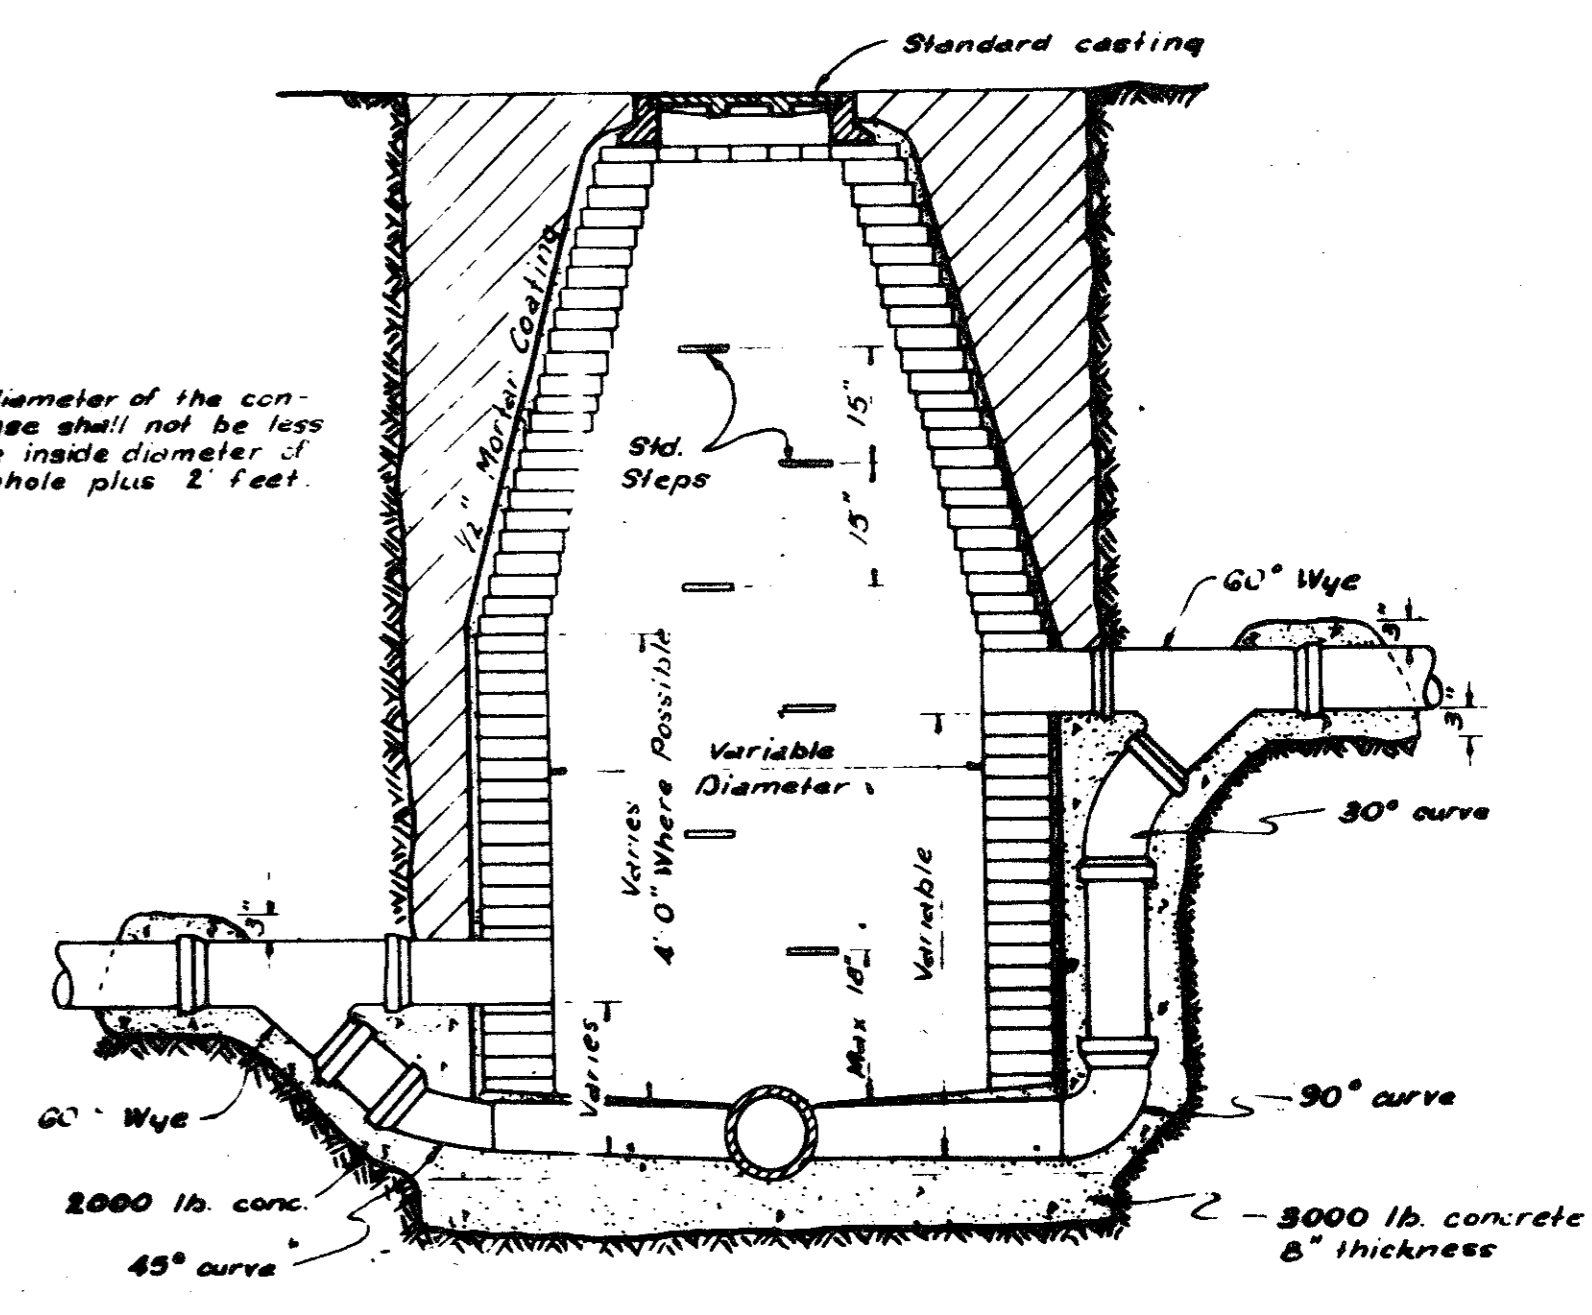 Standard casting
diameter of the con-
ase shall not be less
e inside diameter of
hole plus 2' feet.
1/2" Mortar Coating
Std.
Steps
15"
15"
60° Wye
3"
3"
Varies
4'0" Where Possible
Variable
Diameter
30° curve
Variable
3"
Max 18"
Varies
60° Wye
90° curve
2000 lb. conc.
3000 lb. concrete
8" thickness
45° curve